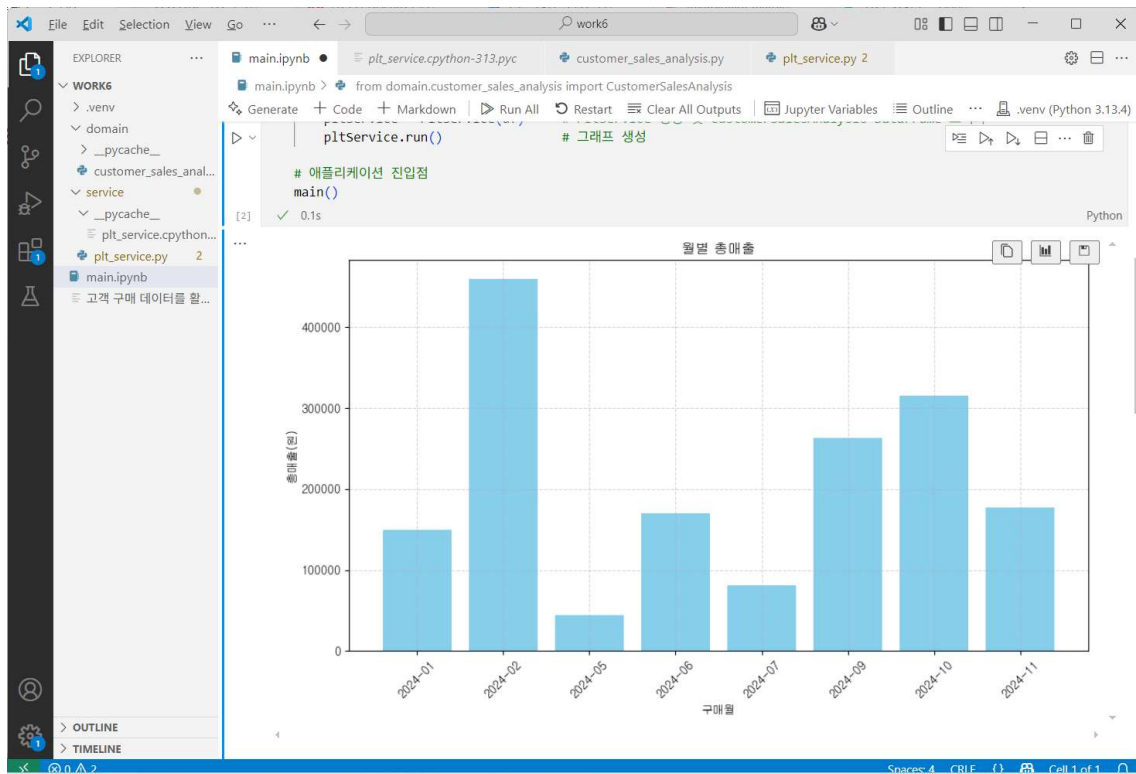 File Edit Selection View Go ... work6
EXPLORER ...
WORK6
.venv
domain
__pycache__
customer_sales_anal...
service
__pycache__
plt_service.cpython...
plt_service.py 2
main.ipynb
고객 구매 데이터를 활...
OUTLINE
TIMELINE
main.ipynb plt_service.cpython-313.pyc customer_sales_analysis.py plt_service.py 2 ...
main.ipynb > from domain.customer_sales_analysis import CustomerSalesAnalysis
Generate + Code + Markdown Run All Restart Clear All Outputs Jupyter Variables Outline ... .venv (Python 3.13.4)
pltService.run() # 그래프 생성
# 애플리케이션 진입점
main()
[2] 0.1s Python
...
월별 총매출
총매출(원)
400000
300000
200000
100000
0
2024-01 2024-02 2024-05 2024-06 2024-07 2024-09 2024-10 2024-11
구매월
0 2 Spaces: 4 CRLF {} Cell 1 of 1